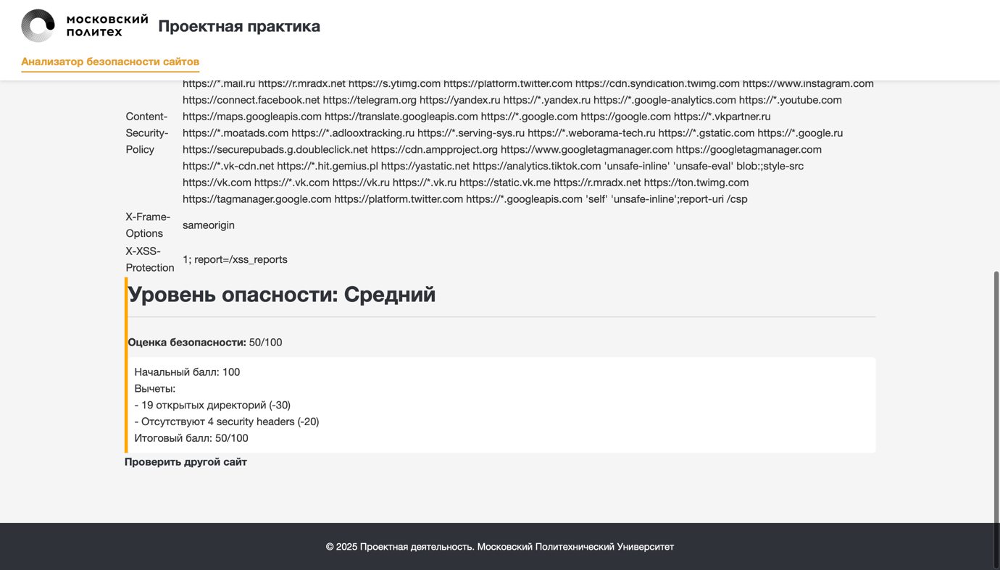 московский
политех
Проектная практика
Анализатор безопасности сайтов
https://*.mail.ru https://r.mradx.net https://s.ytimg.com https://platform.twitter.com https://cdn.syndication.twimg.com https://www.instagram.com
https://connect.facebook.net https://telegram.org https://yandex.ru https://*.yandex.ru https://*.google-analytics.com https://*.youtube.com
Content-
https://maps.googleapis.com https://translate.googleapis.com https://*.google.com https://google.com https://*.vkpartner.ru
Security-
https://*.moatads.com https://*.adlooxtracking.ru https://*.serving-sys.ru https://*.weborama-tech.ru https://*.gstatic.com https://*.google.ru
Policy
https://securepubads.g.doubleclick.net https://cdn.ampproject.org https://www.googletagmanager.com https://googletagmanager.com
https://*.vk-cdn.net https://*.hit.gemius.pl https://yastatic.net https://analytics.tiktok.com 'unsafe-inline' 'unsafe-eval' blob:;style-src
https://vk.com https://*.vk.com https://vk.ru https://*.vk.ru https://static.vk.me https://r.mradx.net https://ton.twimg.com
https://tagmanager.google.com https://platform.twitter.com https://*.googleapis.com 'self' 'unsafe-inline';report-uri /csp
X-Frame-
Options
sameorigin
X-XSS-
Protection
1; report=/xss_reports
Уровень опасности: Средний
Оценка безопасности: 50/100
Начальный балл: 100
Вычеты:
- 19 открытых директорий (-30)
- Отсутствуют 4 security headers (-20)
Итоговый балл: 50/100
Проверить другой сайт
© 2025 Проектная деятельность. Московский Политехнический Университет